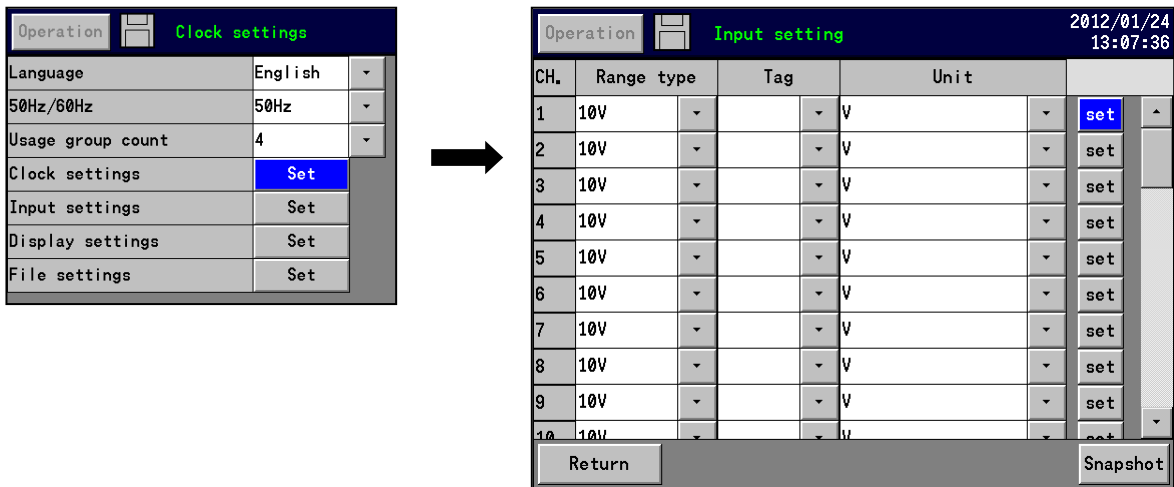 Operation Clock settings
Language English
50Hz/60Hz 50Hz
Usage group count 4
Clock settings Set
Input settings Set
Display settings Set
File settings Set
Operation Input setting 2012/01/24 13:07:36
CH. Range type Tag Unit
1 10V V set
2 10V V set
3 10V V set
4 10V V set
5 10V V set
6 10V V set
7 10V V set
8 10V V set
9 10V V set
10 10V V set
Return Snapshot